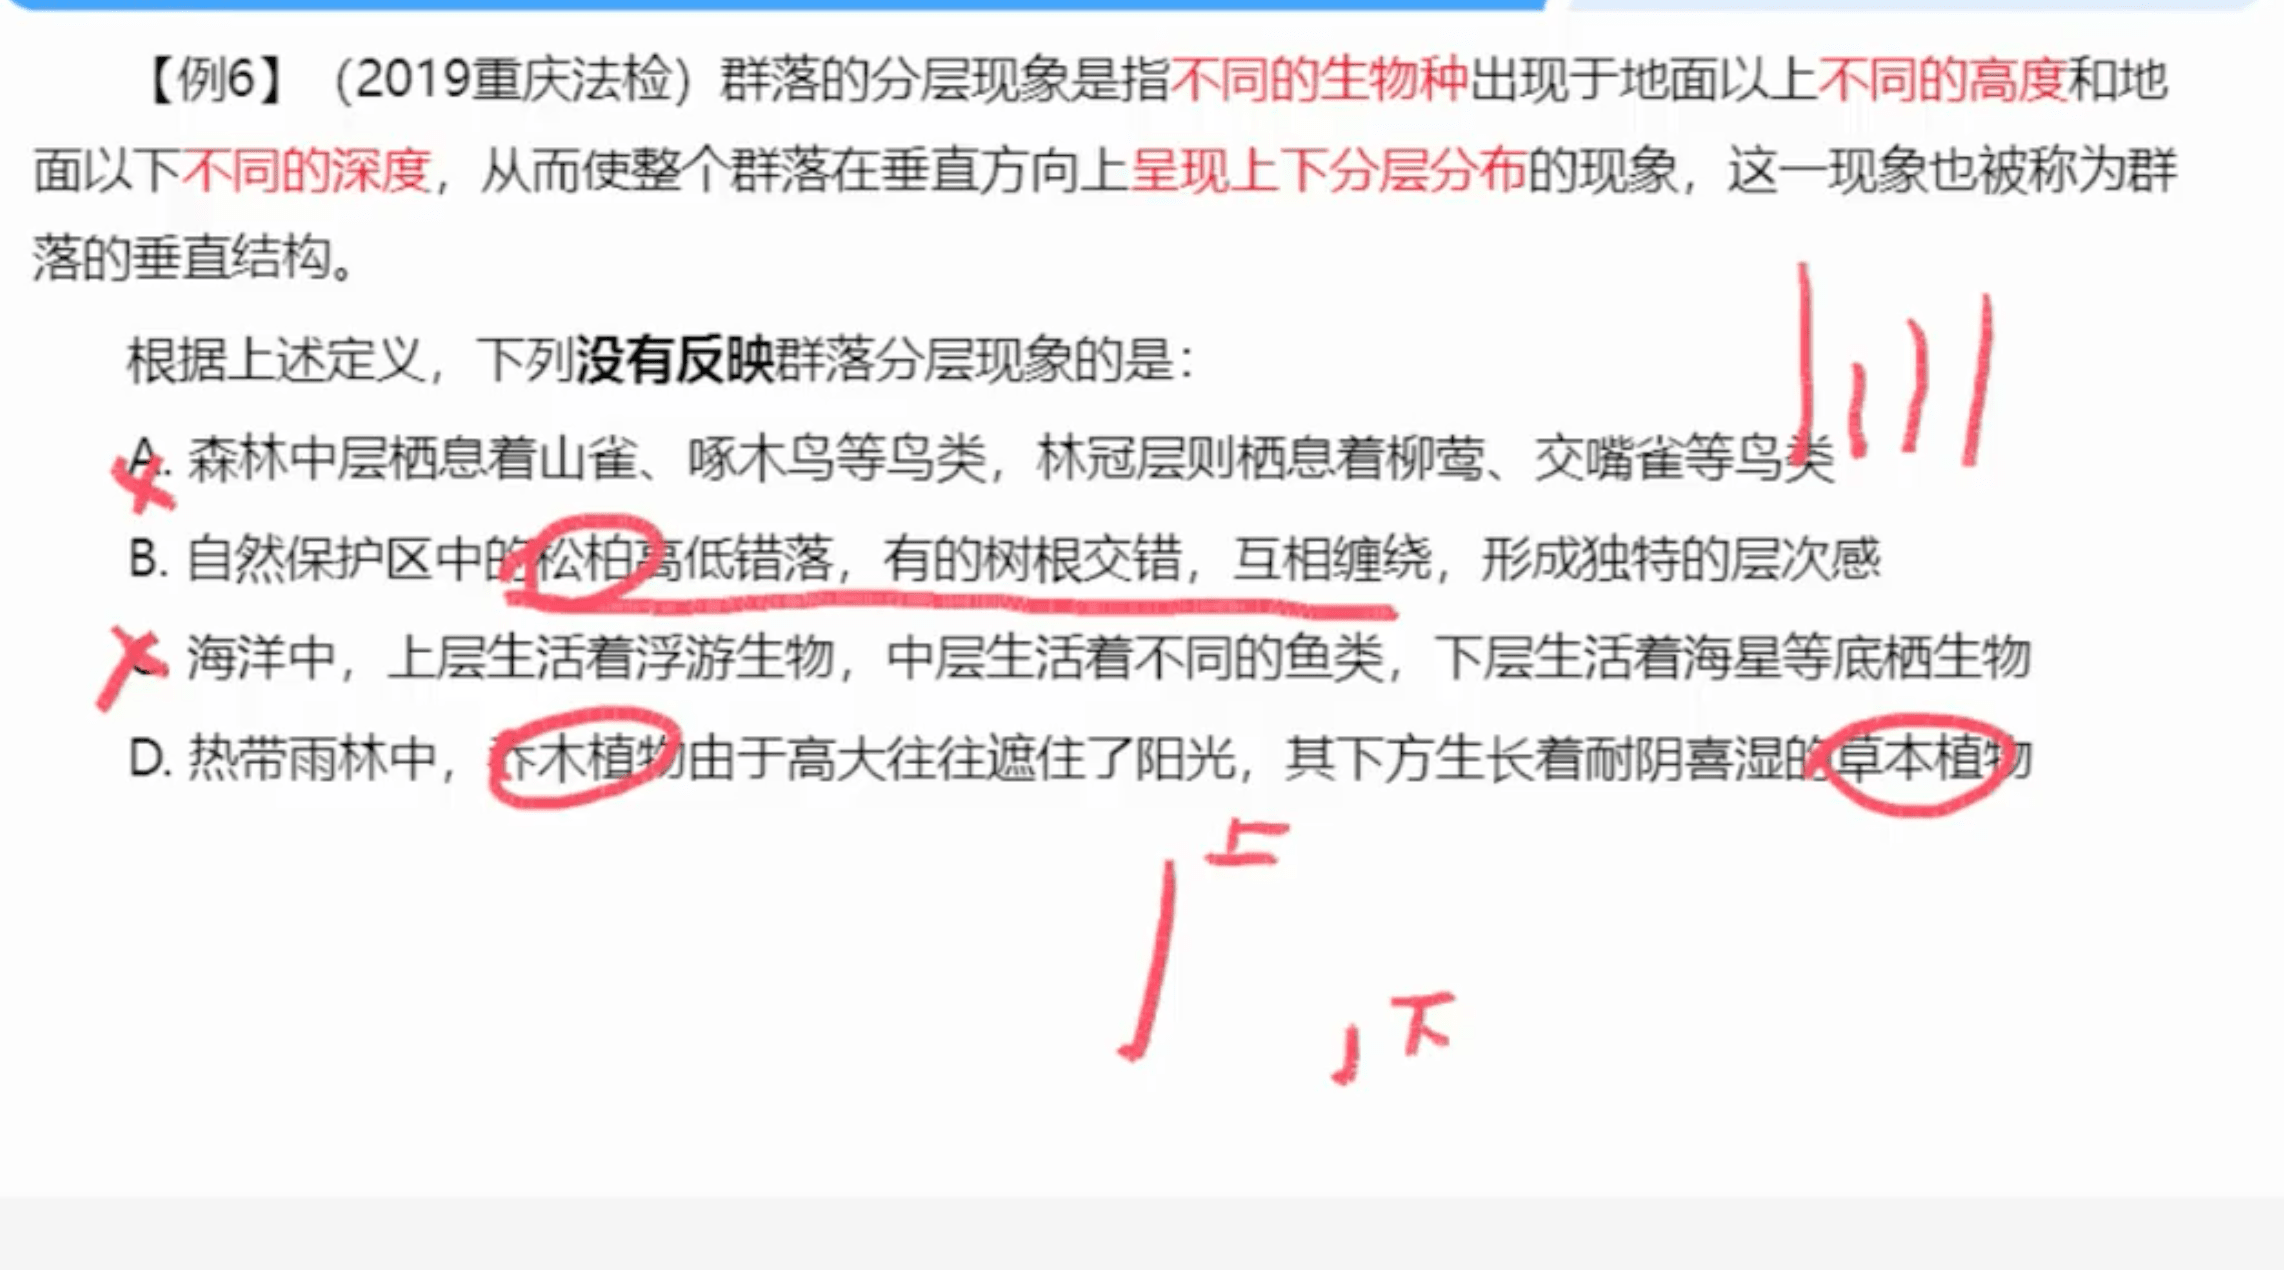 【例6】（2019重庆法检）群落的分层现象是指不同的生物种出现于地面以上不同的高度和地
面以下不同的深度，从而使整个群落在垂直方向上呈现上下分层分布的现象，这一现象也被称为群
落的垂直结构。
根据上述定义，下列没有反映群落分层现象的是：
A. 森林中层栖息着山雀、啄木鸟等鸟类，林冠层则栖息着柳莺、交嘴雀等鸟类
B. 自然保护区中的松柏高低错落，有的树根交错，互相缠绕，形成独特的层次感
C. 海洋中，上层生活着浮游生物，中层生活着不同的鱼类，下层生活着海星等底栖生物
D. 热带雨林中，乔木植物由于高大往往遮住了阳光，其下方生长着耐阴喜湿的草本植物
上
下